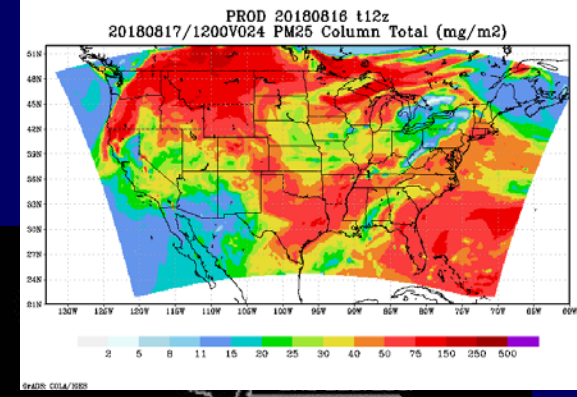 PROD 20180816 t12z
20180817/1200V024 PM25 Column Total (mg/m2)
51N
48N
45N
42N
39N
36N
33N
30N
27N
24N
21N
130W 125W 120W 115W 110W 105W 100W 95W 90W 85W 80W 75W 70W 65W 60W
2 5 8 11 15 20 25 30 40 50 75 150 250 500
GrADS: COLA/IGES